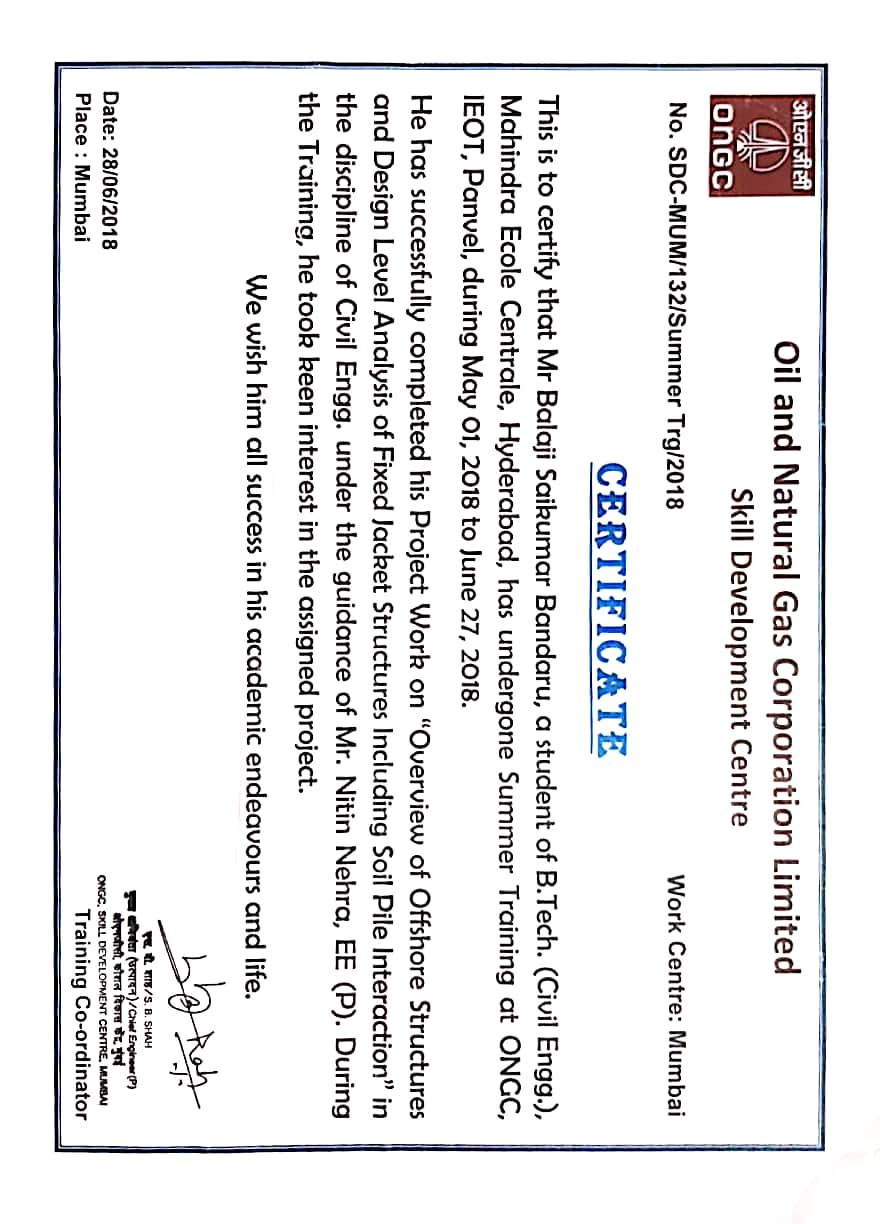 ओएनजीसी
ONGC
Oil and Natural Gas Corporation Limited
Skill Development Centre
No. SDC-MUM/132/Summer Trg/2018
Work Centre: Mumbai
CERTIFICATE
This is to certify that Mr Balaji Saikumar Bandaru, a student of B.Tech. (Civil Engg.),
Mahindra Ecole Centrale, Hyderabad, has undergone Summer Training at ONGC,
IEOT, Panvel, during May 01, 2018 to June 27, 2018.
He has successfully completed his Project Work on “Overview of Offshore Structures
and Design Level Analysis of Fixed Jacket Structures Including Soil Pile Interaction” in
the discipline of Civil Engg. under the guidance of Mr. Nitin Nehra, EE (P). During
the Training, he took keen interest in the assigned project.
We wish him all success in his academic endeavours and life.
एस. बी. शाह/S. B. SHAH
मुख्य अभियंता (उत्पादन)/Chief Engineer(P)
ओएनजीसी, कौशल विकास केंद्र, मुंबई
ONGC, SKILL DEVELOPMENT CENTRE, MUMBAI
Training Co-ordinator
Date: 28/06/2018
Place : Mumbai